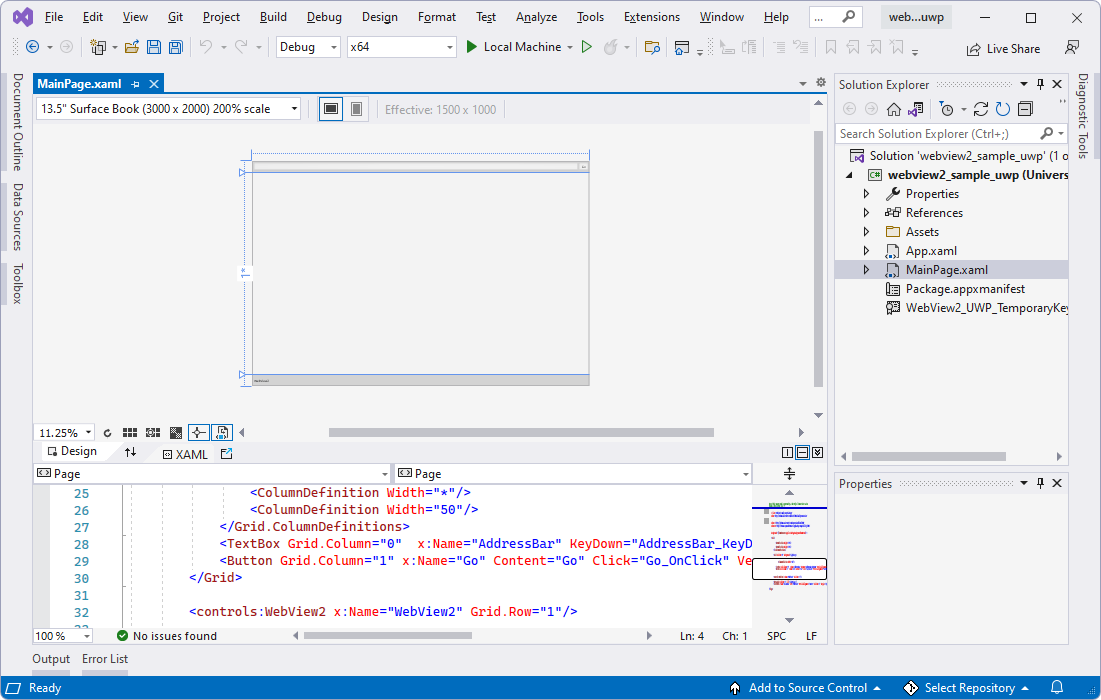 File Edit View Git Project Build Debug Design Format Test Analyze Tools Extensions Window Help ... web...uwp
Debug x64 Local Machine Live Share
Document Outline
Data Sources
Toolbox
MainPage.xaml
13.5" Surface Book (3000 x 2000) 200% scale Effective: 1500 x 1000
1*
11.25%
Design XAML
Page Page
25 <ColumnDefinition Width="*"/>
26 <ColumnDefinition Width="50"/>
27 </Grid.ColumnDefinitions>
28 <TextBox Grid.Column="0" x:Name="AddressBar" KeyDown="AddressBar_KeyD
29 <Button Grid.Column="1" x:Name="Go" Content="Go" Click="Go_OnClick" Ve
30 </Grid>
31
32 <controls:WebView2 x:Name="WebView2" Grid.Row="1"/>
100 % No issues found Ln: 4 Ch: 1 SPC LF
Solution Explorer
Search Solution Explorer (Ctrl+;)
Solution 'webview2_sample_uwp' (1 o
C# webview2_sample_uwp (Univers
Properties
References
Assets
App.xaml
MainPage.xaml
Package.appxmanifest
WebView2_UWP_TemporaryKey
Properties
Diagnostic Tools
Output Error List
Ready Add to Source Control Select Repository